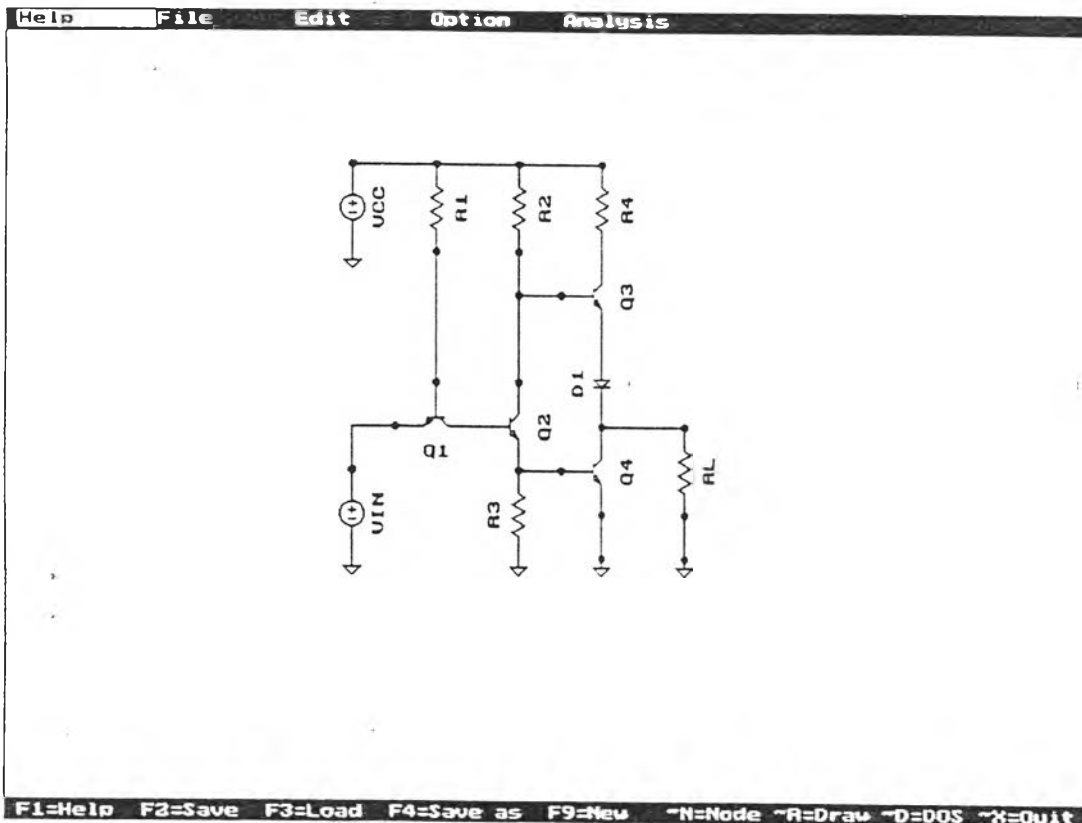 Help File Edit Option Analysis
VCC
R1
R2
R4
Q3
D1
Q1
Q2
Q4
RL
VIN
R3
F1=Help F2=Save F3=Load F4=Save as F9=New ~N=Node ~R=Draw ~D=DOS ~X=Quit